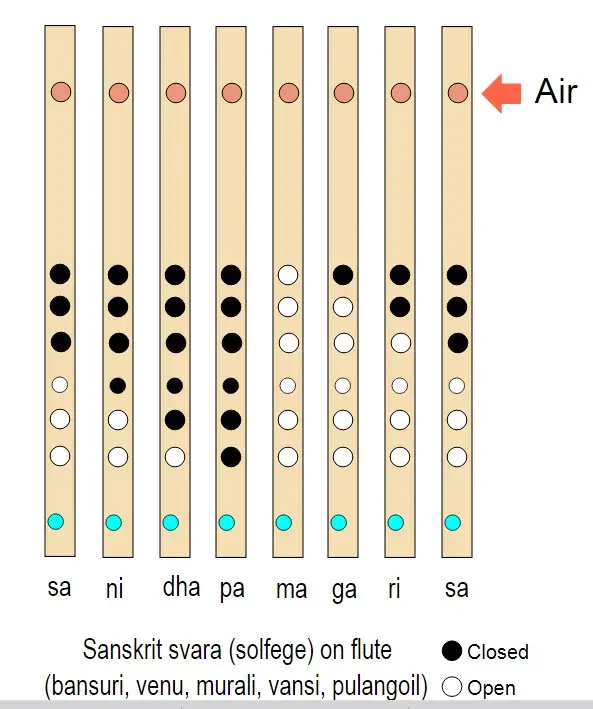 Air
sa ni dha pa ma ga ri sa
Sanskrit svara (solfege) on flute
(bansuri, venu, murali, vansi, pulangoil)
Closed
Open